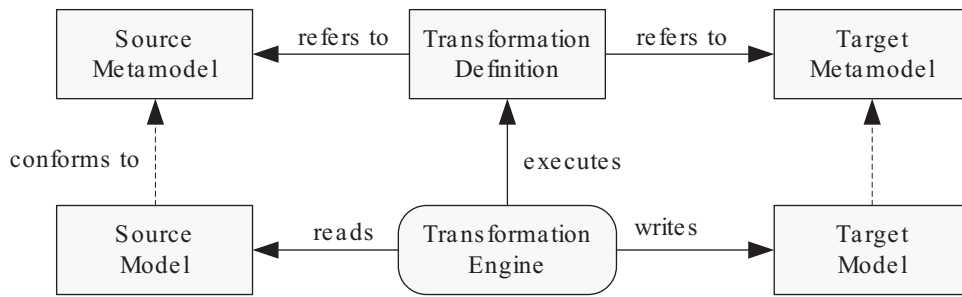 Source
Metamodel
refers to
Transformation
Definition
refers to
Target
Metamodel
conforms to
executes
Source
Model
reads
Transformation
Engine
writes
Target
Model